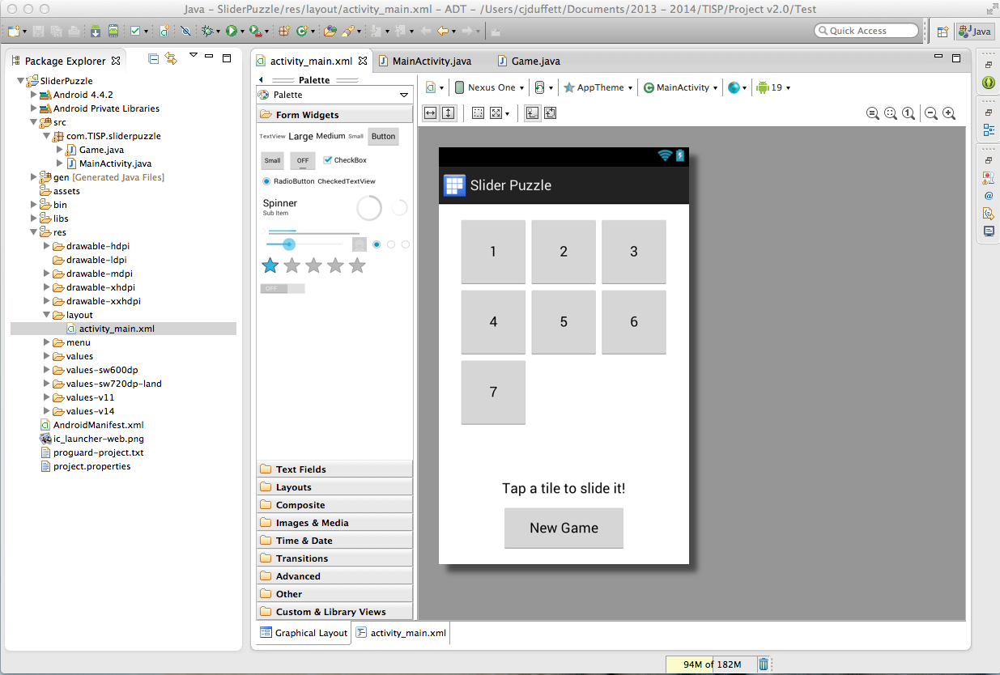 Java – SliderPuzzle/res/layout/activity_main.xml – ADT – /Users/cjduffett/Documents/2013 – 2014/TISP/Project v2.0/Test
Quick Access
Java
Package Explorer
SliderPuzzle
Android 4.4.2
Android Private Libraries
src
com.TISP.sliderpuzzle
Game.java
MainActivity.java
gen [Generated Java Files]
assets
bin
libs
res
drawable-hdpi
drawable-ldpi
drawable-mdpi
drawable-xhdpi
drawable-xxhdpi
layout
activity_main.xml
menu
values
values-sw600dp
values-sw720dp-land
values-v11
values-v14
AndroidManifest.xml
ic_launcher-web.png
proguard-project.txt
project.properties
activity_main.xml MainActivity.java Game.java
Palette
Palette
Form Widgets
TextView Large Medium Small Button
Small OFF CheckBox
RadioButton CheckedTextView
Spinner
Sub Item
OFF
Text Fields
Layouts
Composite
Images & Media
Time & Date
Transitions
Advanced
Other
Custom & Library Views
Nexus One AppTheme MainActivity 19
1
Slider Puzzle
1 2 3
4 5 6
7
Tap a tile to slide it!
New Game
Graphical Layout activity_main.xml
94M of 182M